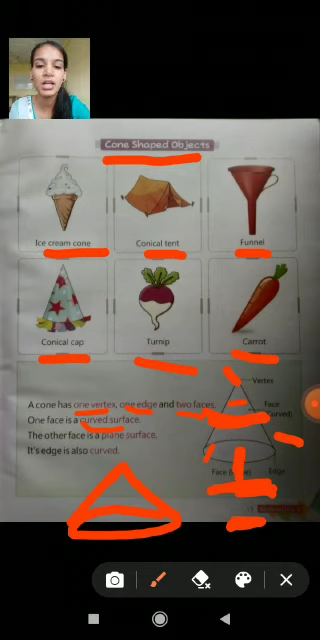 Cone Shaped Objects
Ice cream cone
Conical tent
Funnel
Conical cap
Turnip
Carrot
Vertex
A cone has one vertex, one edge and two faces.
Face
(Curved)
One face is a curved surface.
The other face is a plane surface.
It's edge is also curved.
Face
Edge